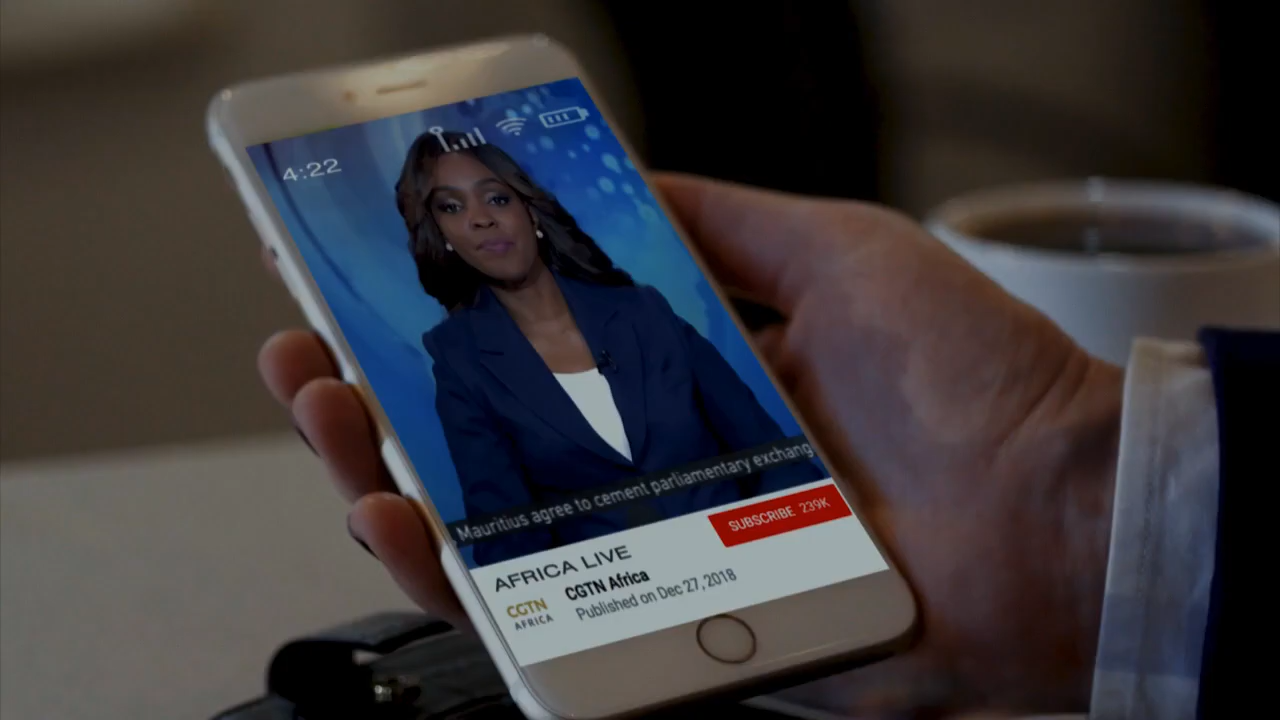 4:22
Mauritius agree to cement parliamentary exchang
SUBSCRIBE 239K
AFRICA LIVE
CGTN Africa
Published on Dec 27, 2018
CGTN
AFRICA